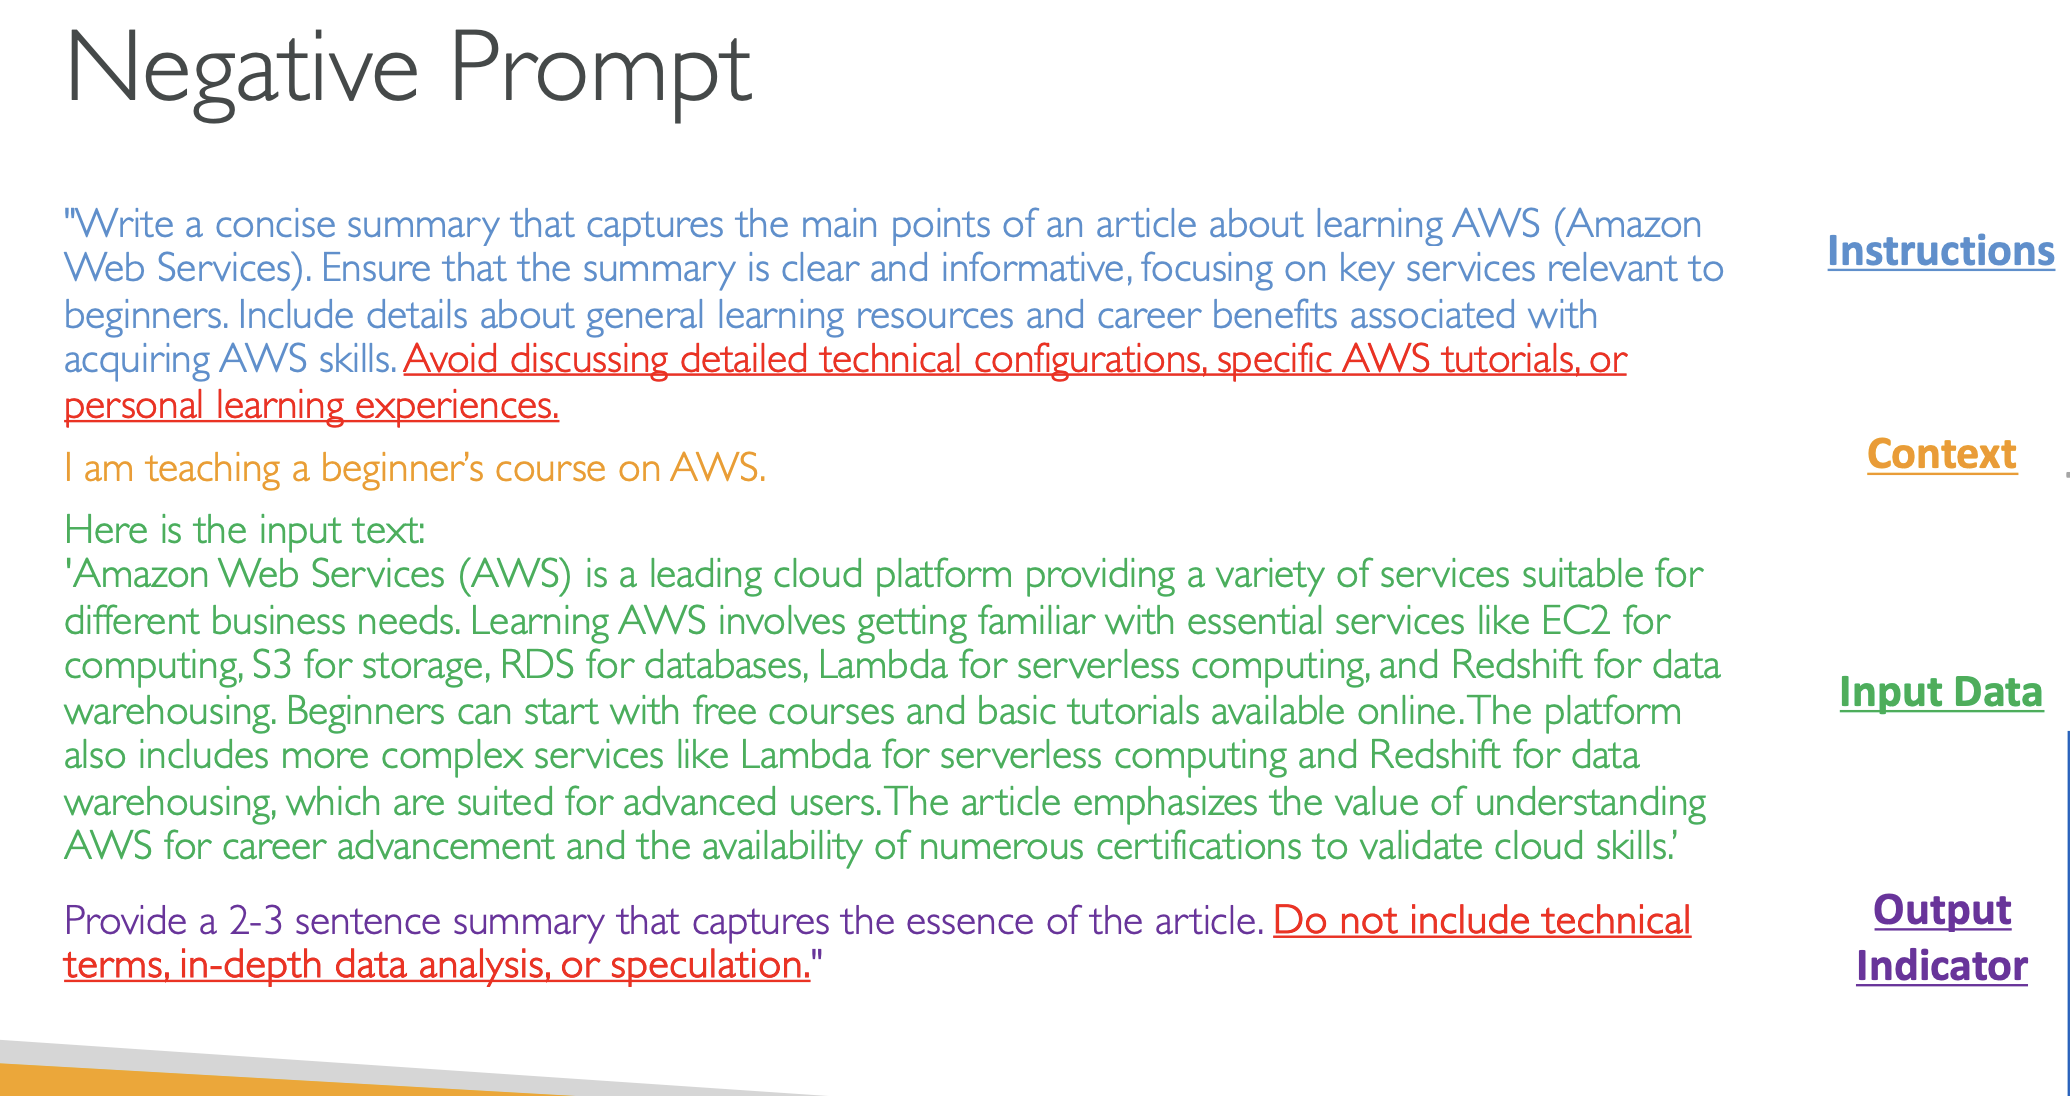 Negative Prompt
"Write a concise summary that captures the main points of an article about learning AWS (Amazon
Web Services). Ensure that the summary is clear and informative, focusing on key services relevant to
beginners. Include details about general learning resources and career benefits associated with
acquiring AWS skills. Avoid discussing detailed technical configurations, specific AWS tutorials, or
personal learning experiences.
Instructions
I am teaching a beginner’s course on AWS.
Context
Here is the input text:
'Amazon Web Services (AWS) is a leading cloud platform providing a variety of services suitable for
different business needs. Learning AWS involves getting familiar with essential services like EC2 for
computing, S3 for storage, RDS for databases, Lambda for serverless computing, and Redshift for data
warehousing. Beginners can start with free courses and basic tutorials available online. The platform
also includes more complex services like Lambda for serverless computing and Redshift for data
warehousing, which are suited for advanced users. The article emphasizes the value of understanding
AWS for career advancement and the availability of numerous certifications to validate cloud skills.’
Input Data
Provide a 2-3 sentence summary that captures the essence of the article. Do not include technical
terms, in-depth data analysis, or speculation."
Output
Indicator